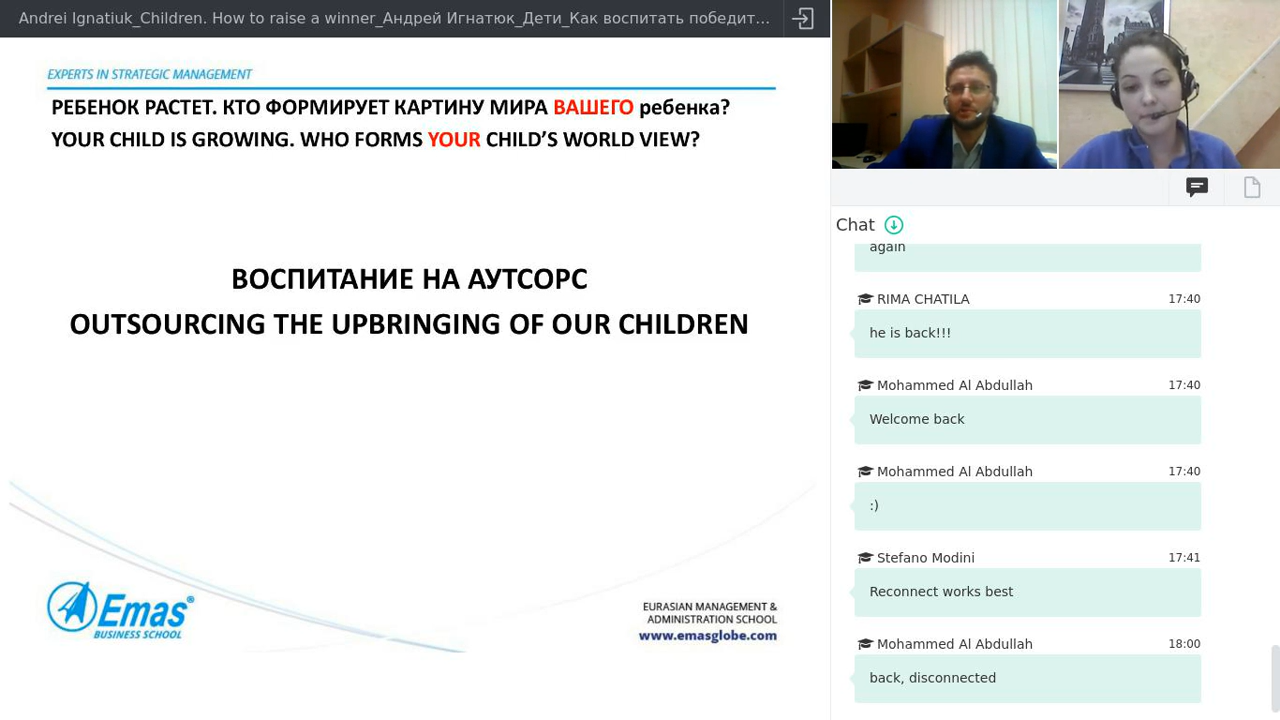 Andrei Ignatiuk_Children. How to raise a winner_Андрей Игнатюк_Дети_Как воспитать победит...
EXPERTS IN STRATEGIC MANAGEMENT
РЕБЕНОК РАСТЕТ. КТО ФОРМИРУЕТ КАРТИНУ МИРА ВАШЕГО ребенка?
YOUR CHILD IS GROWING. WHO FORMS YOUR CHILD’S WORLD VIEW?
ВОСПИТАНИЕ НА АУТСОРС
OUTSOURCING THE UPBRINGING OF OUR CHILDREN
Emas®
BUSINESS SCHOOL
EURASIAN MANAGEMENT &
ADMINISTRATION SCHOOL
www.emasglobe.com
Chat
again
RIMA CHATILA 17:40
he is back!!!
Mohammed Al Abdullah 17:40
Welcome back
Mohammed Al Abdullah 17:40
:)
Stefano Modini 17:41
Reconnect works best
Mohammed Al Abdullah 18:00
back, disconnected